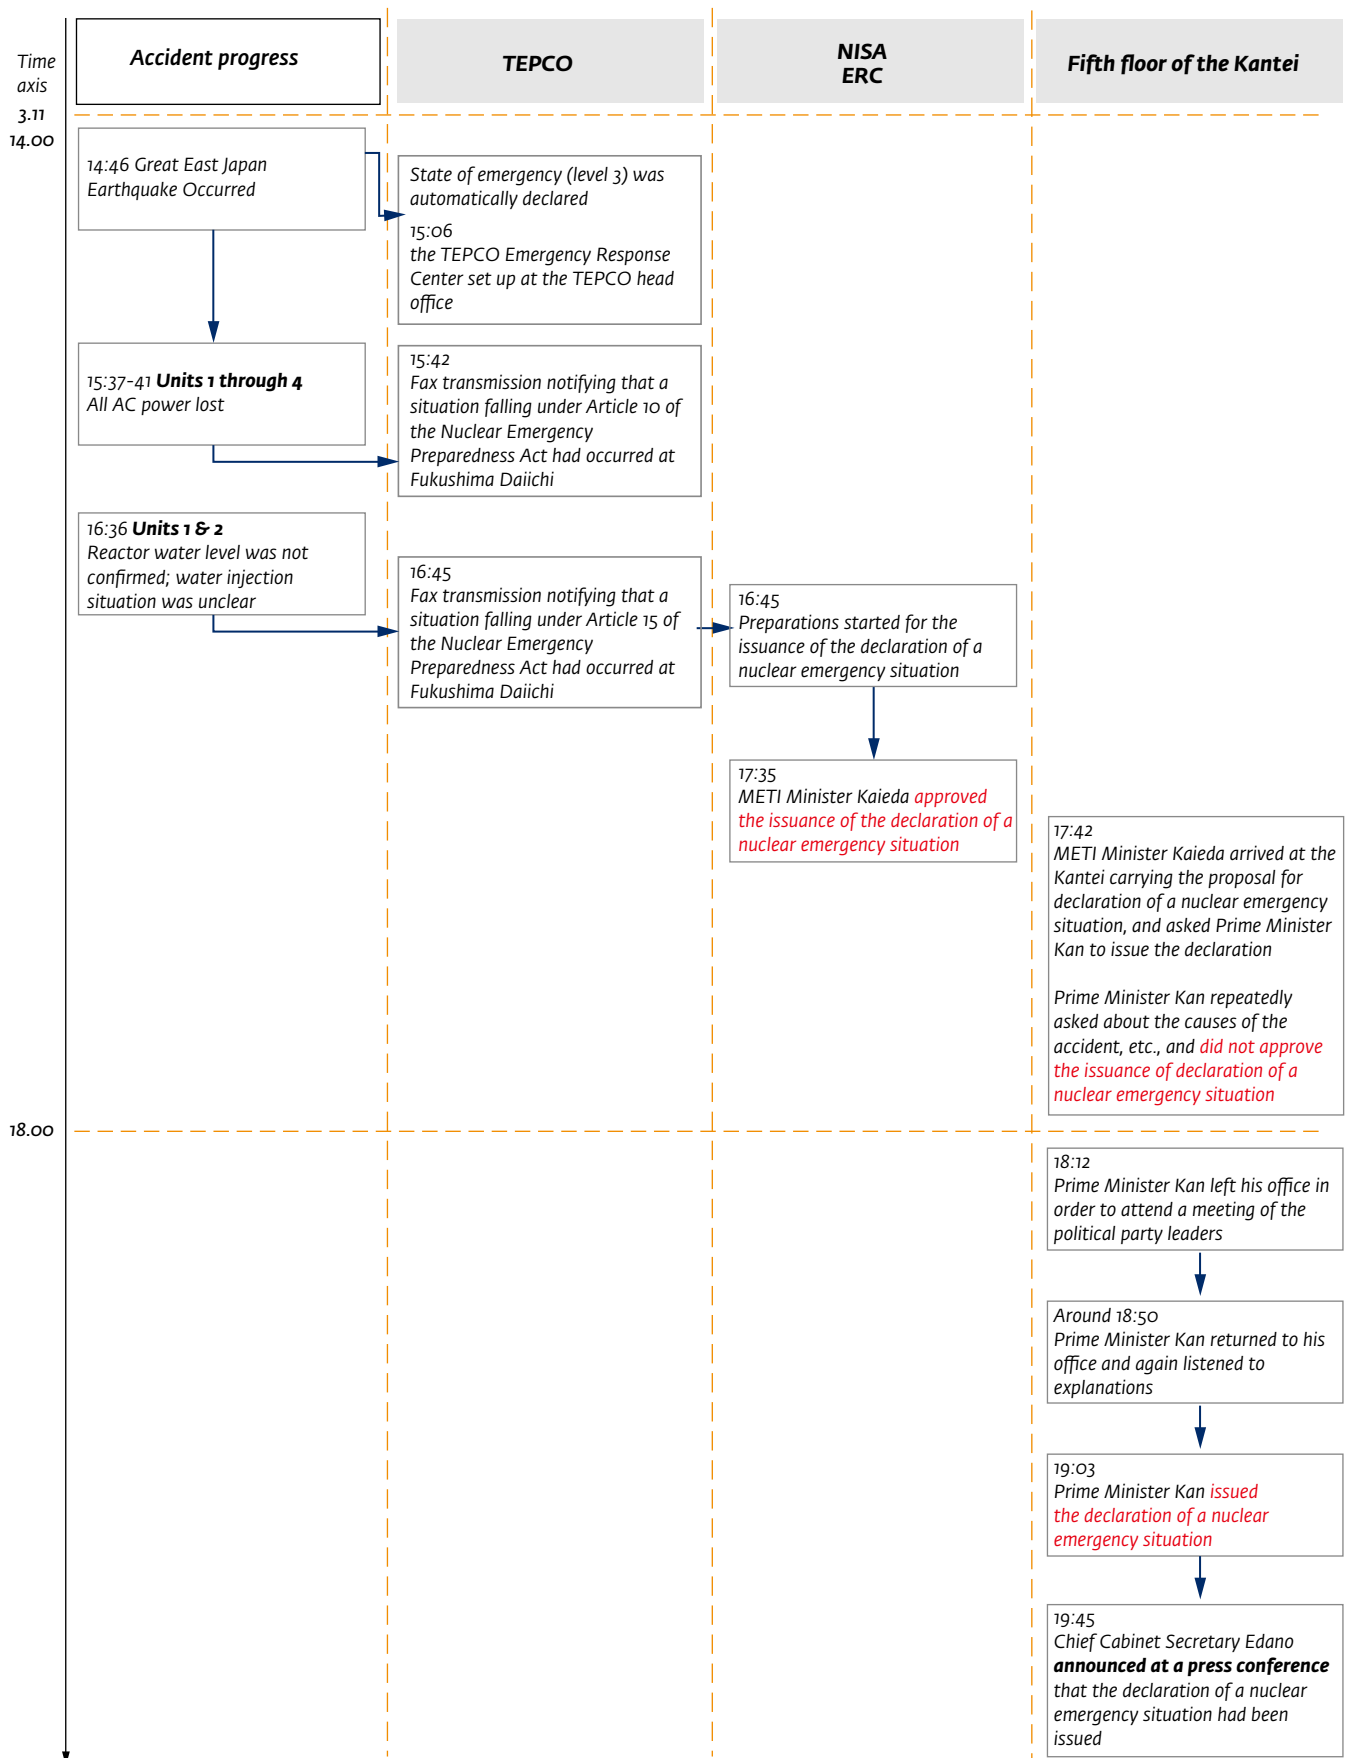 Time
axis
3.11
14.00
18.00
Accident progress
TEPCO
NISA
ERC
Fifth floor of the Kantei
14:46 Great East Japan
Earthquake Occurred
State of emergency (level 3) was
automatically declared
15:06
the TEPCO Emergency Response
Center set up at the TEPCO head
office
15:37-41 Units 1 through 4
All AC power lost
15:42
Fax transmission notifying that a
situation falling under Article 10 of
the Nuclear Emergency
Preparedness Act had occurred at
Fukushima Daiichi
16:36 Units 1 & 2
Reactor water level was not
confirmed; water injection
situation was unclear
16:45
Fax transmission notifying that a
situation falling under Article 15 of
the Nuclear Emergency
Preparedness Act had occurred at
Fukushima Daiichi
16:45
Preparations started for the
issuance of the declaration of a
nuclear emergency situation
17:35
METI Minister Kaieda approved
the issuance of the declaration of a
nuclear emergency situation
17:42
METI Minister Kaieda arrived at the
Kantei carrying the proposal for
declaration of a nuclear emergency
situation, and asked Prime Minister
Kan to issue the declaration
Prime Minister Kan repeatedly
asked about the causes of the
accident, etc., and did not approve
the issuance of declaration of a
nuclear emergency situation
18:12
Prime Minister Kan left his office in
order to attend a meeting of the
political party leaders
Around 18:50
Prime Minister Kan returned to his
office and again listened to
explanations
19:03
Prime Minister Kan issued
the declaration of a nuclear
emergency situation
19:45
Chief Cabinet Secretary Edano
announced at a press conference
that the declaration of a nuclear
emergency situation had been
issued